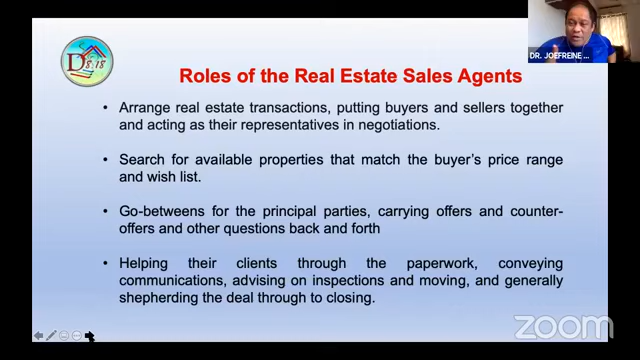 D 8:18
DR. JOEFREINE ...
Roles of the Real Estate Sales Agents
• Arrange real estate transactions, putting buyers and sellers together
and acting as their representatives in negotiations.
• Search for available properties that match the buyer's price range
and wish list.
• Go-betweens for the principal parties, carrying offers and counter-
offers and other questions back and forth
• Helping their clients through the paperwork, conveying
communications, advising on inspections and moving, and generally
shepherding the deal through to closing.
zoom